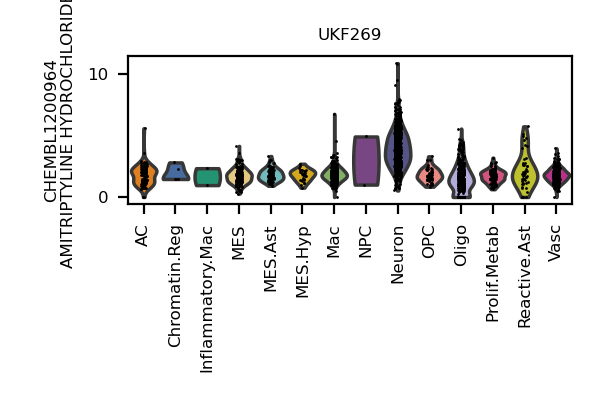 UKF269
CHEMBL1200964
AMITRIPTYLINE HYDROCHLORIDE
10
0
AC
Chromatin.Reg
Inflammatory.Mac
MES
MES.Ast
MES.Hyp
Mac
NPC
Neuron
OPC
Oligo
Prolif.Metab
Reactive.Ast
Vasc